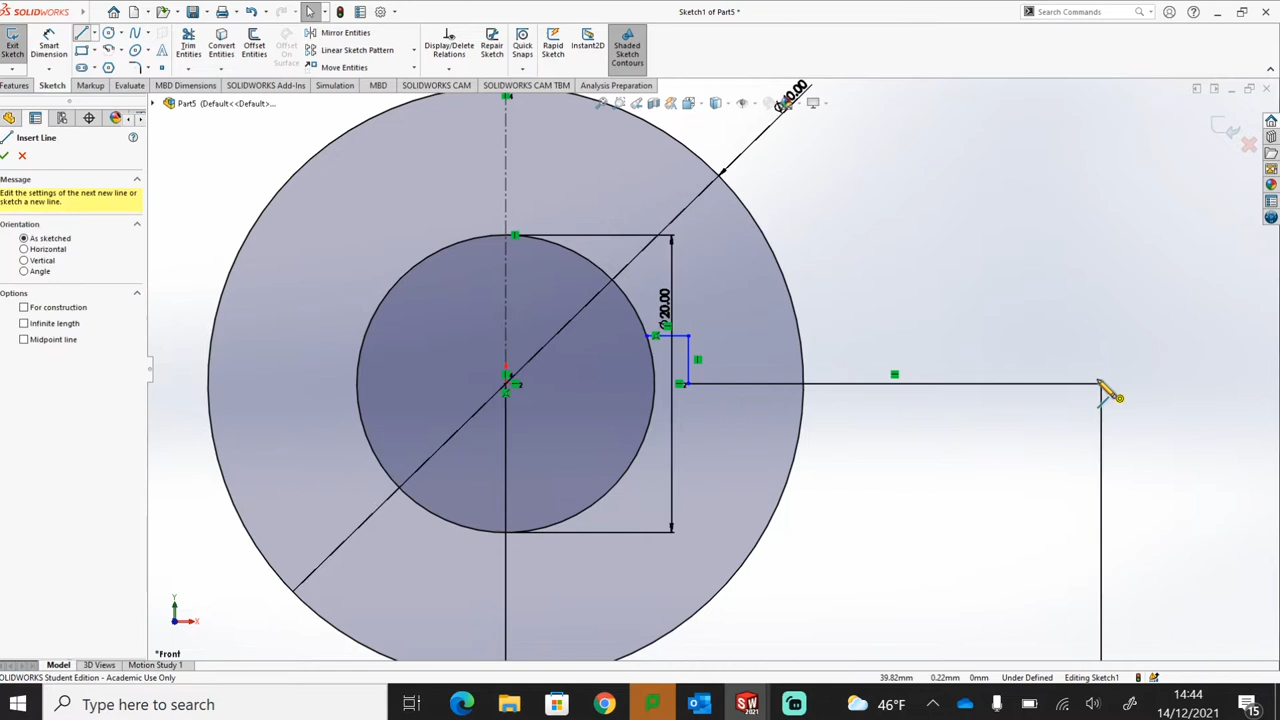 SOLIDWORKS
Sketch1 of Part5 *
Search Commands
Exit Sketch
Smart Dimension
Trim Entities
Convert Entities
Offset Entities
Offset On Surface
Mirror Entities
Linear Sketch Pattern
Move Entities
Display/Delete Relations
Repair Sketch
Quick Snaps
Rapid Sketch
Instant2D
Shaded Sketch Contours
Features Sketch Markup Evaluate MBD Dimensions SOLIDWORKS Add-Ins Simulation MBD SOLIDWORKS CAM SOLIDWORKS CAM TBM Analysis Preparation
Part5 (Default<<Default>...
Insert Line
Message
Edit the settings of the next new line or
sketch a new line.
Orientation
As sketched
Horizontal
Vertical
Angle
Options
For construction
Infinite length
Midpoint line
Ø20.00
Y
X
*Front
Model 3D Views Motion Study 1
SOLIDWORKS Student Edition - Academic Use Only
39.82mm 0.22mm 0mm Under Defined Editing Sketch1
Type here to search
46°F
14:44
14/12/2021
15